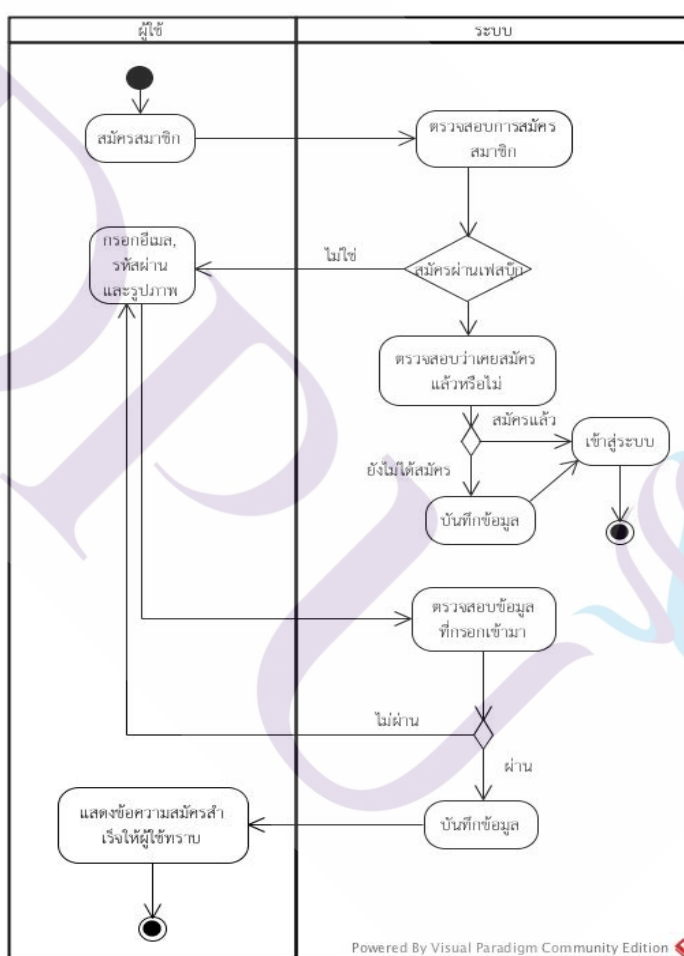 ผู้ใช้
ระบบ
สมัครสมาชิก
ตรวจสอบการสมัคร
สมาชิก
กรอกอีเมล,
รหัสผ่าน
และรูปภาพ
ไม่ใช่
สมัครผ่านเฟสบุ๊ก
ตรวจสอบว่าเคยสมัคร
แล้วหรือไม่
สมัครแล้ว
เข้าสู่ระบบ
ยังไม่ได้สมัคร
บันทึกข้อมูล
ตรวจสอบข้อมูล
ที่กรอกเข้ามา
ไม่ผ่าน
ผ่าน
แสดงข้อความสมัครสำ
เร็จให้ผู้ใช้ทราบ
บันทึกข้อมูล
Powered By Visual Paradigm Community Edition